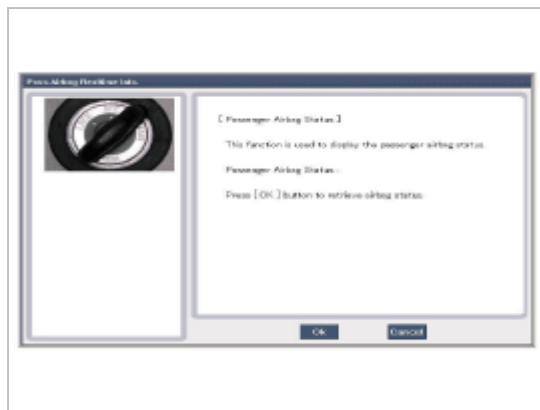 [ Passenger Airbag Status ]
This function is used to display the passenger airbag status.
Passenger Airbag Status :
Press [ OK ] button to retrieve airbag status.
Ok
Cancel